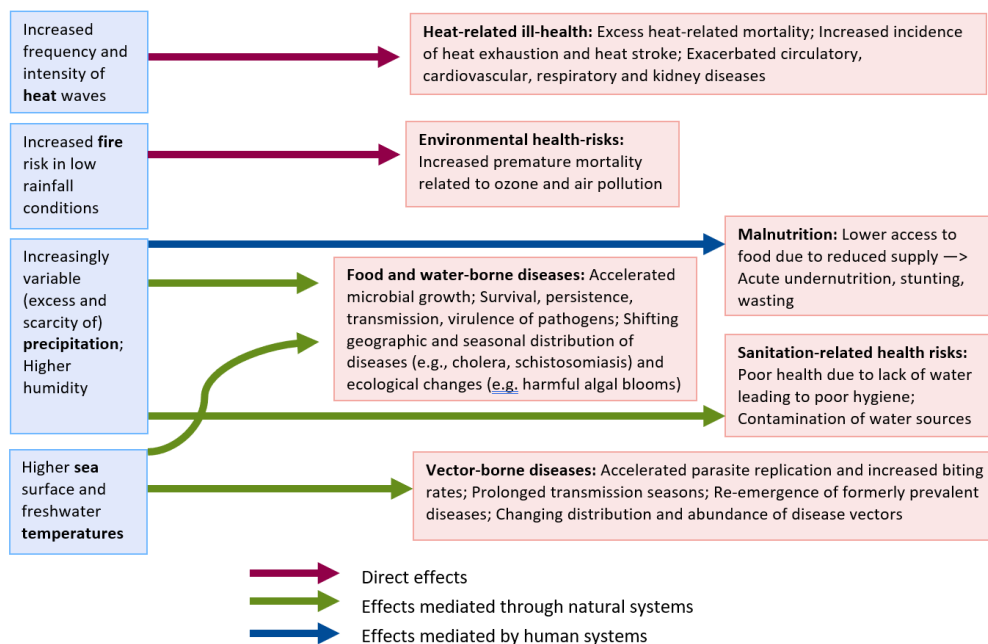 Increased
frequency and
intensity of
heat waves
Heat-related ill-health: Excess heat-related mortality; Increased incidence
of heat exhaustion and heat stroke; Exacerbated circulatory,
cardiovascular, respiratory and kidney diseases
Increased fire
risk in low
rainfall
conditions
Environmental health-risks:
Increased premature mortality
related to ozone and air pollution
Increasingly
variable
(excess and
scarcity of)
precipitation;
Higher
humidity
Malnutrition: Lower access to
food due to reduced supply —>
Acute undernutrition, stunting,
wasting
Food and water-borne diseases: Accelerated
microbial growth; Survival, persistence,
transmission, virulence of pathogens; Shifting
geographic and seasonal distribution of
diseases (e.g., cholera, schistosomiasis) and
ecological changes (e.g. harmful algal blooms)
Sanitation-related health risks:
Poor health due to lack of water
leading to poor hygiene;
Contamination of water sources
Higher sea
surface and
freshwater
temperatures
Vector-borne diseases: Accelerated parasite replication and increased biting
rates; Prolonged transmission seasons; Re-emergence of formerly prevalent
diseases; Changing distribution and abundance of disease vectors
Direct effects
Effects mediated through natural systems
Effects mediated by human systems